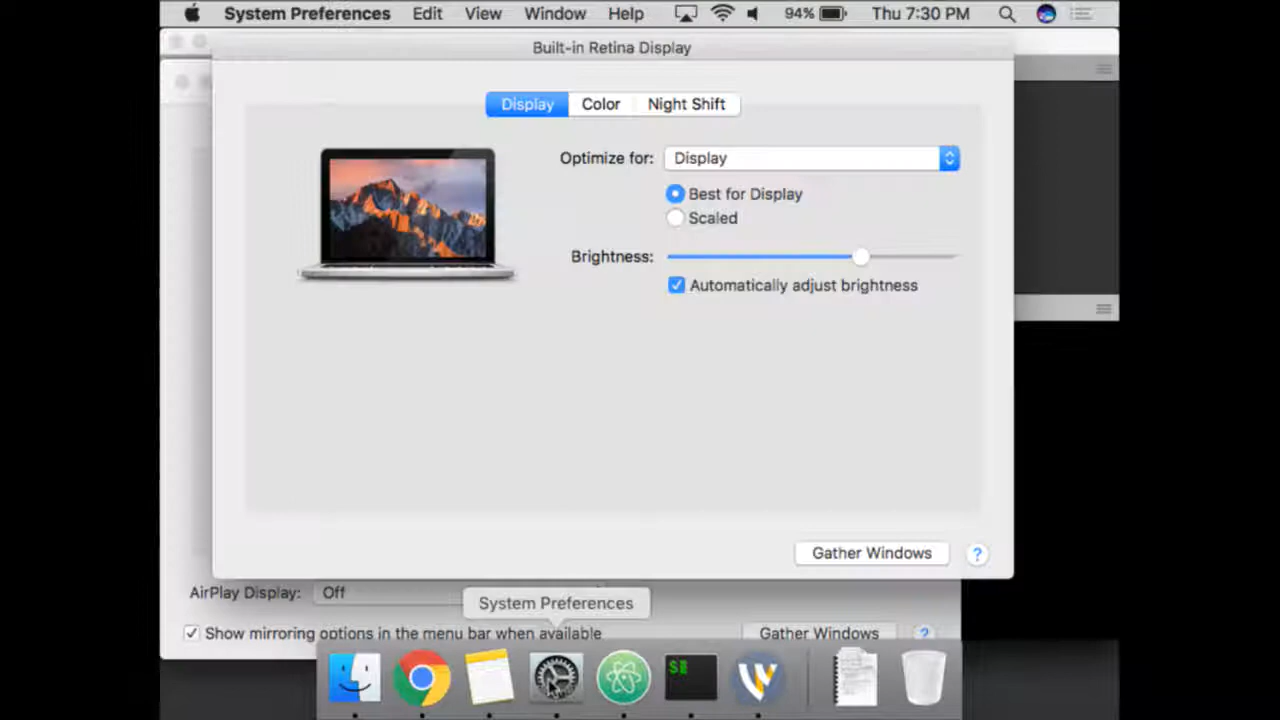 System Preferences Edit View Window Help 94% Thu 7:30 PM
Built-in Retina Display
Display Color Night Shift
Optimize for: Display
Best for Display
Scaled
Brightness:
Automatically adjust brightness
Gather Windows ?
AirPlay Display: Off
System Preferences
Show mirroring options in the menu bar when available Gather Windows ?
$